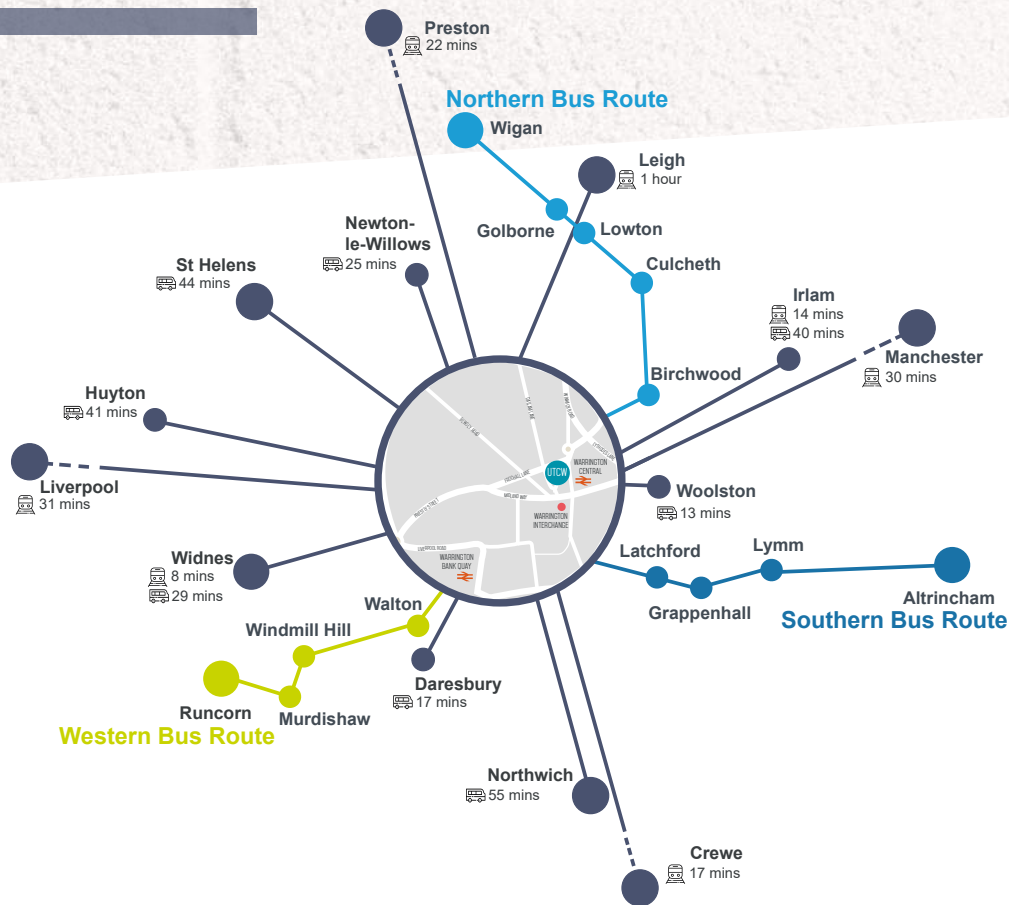 Preston
22 mins
Northern Bus Route
Wigan
Leigh
1 hour
Golborne
Lowton
Newton-
le-Willows
25 mins
Culcheth
St Helens
44 mins
Irlam
14 mins
40 mins
Manchester
30 mins
Birchwood
Huyton
41 mins
Liverpool
31 mins
UTCW
WARRINGTON
CENTRAL
WARRINGTON
INTERCHANGE
WARRINGTON
BANK QUAY
Woolston
13 mins
Widnes
8 mins
29 mins
Latchford
Lymm
Grappenhall
Altrincham
Southern Bus Route
Walton
Windmill Hill
Daresbury
17 mins
Runcorn
Murdishaw
Western Bus Route
Northwich
55 mins
Crewe
17 mins